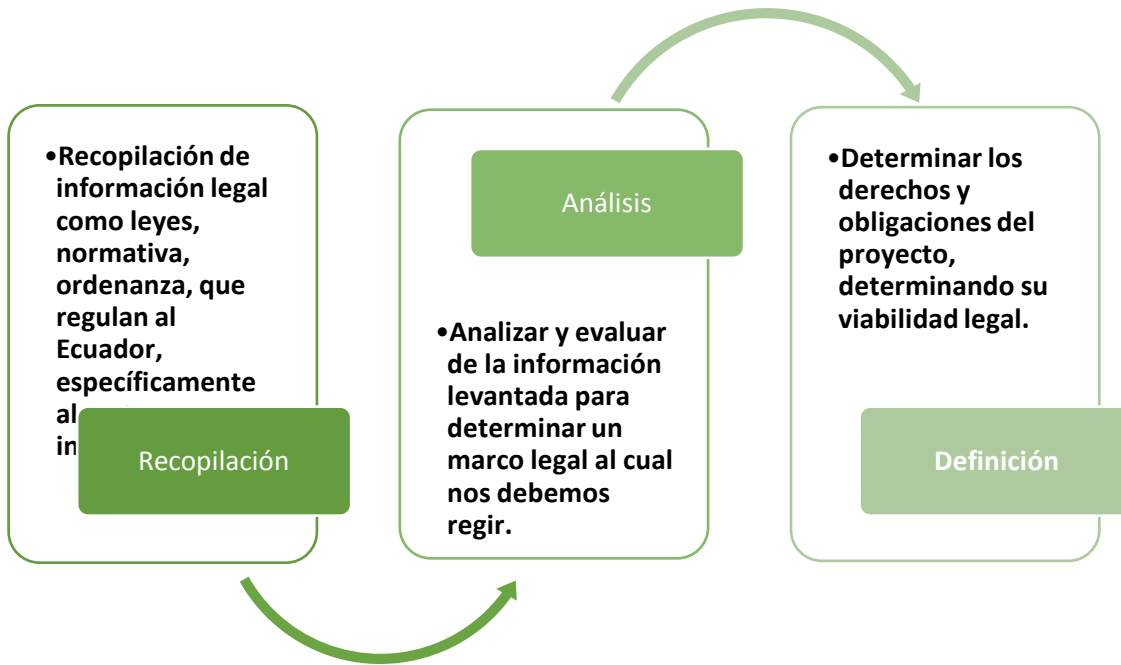 •Recopilación de
información legal
como leyes,
normativa,
ordenanza, que
regulan al
Ecuador,
específicamente
Recopilación
Análisis
•Analizar y evaluar
de la información
levantada para
determinar un
marco legal al cual
nos debemos
regir.
•Determinar los
derechos y
obligaciones del
proyecto,
determinando su
viabilidad legal.
Definición